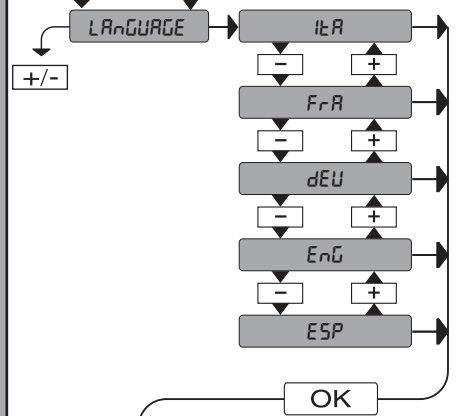 LAnGUAGE
ItA
+/-
- +
FrA
- +
dEU
- +
EnG
- +
ESP
OK